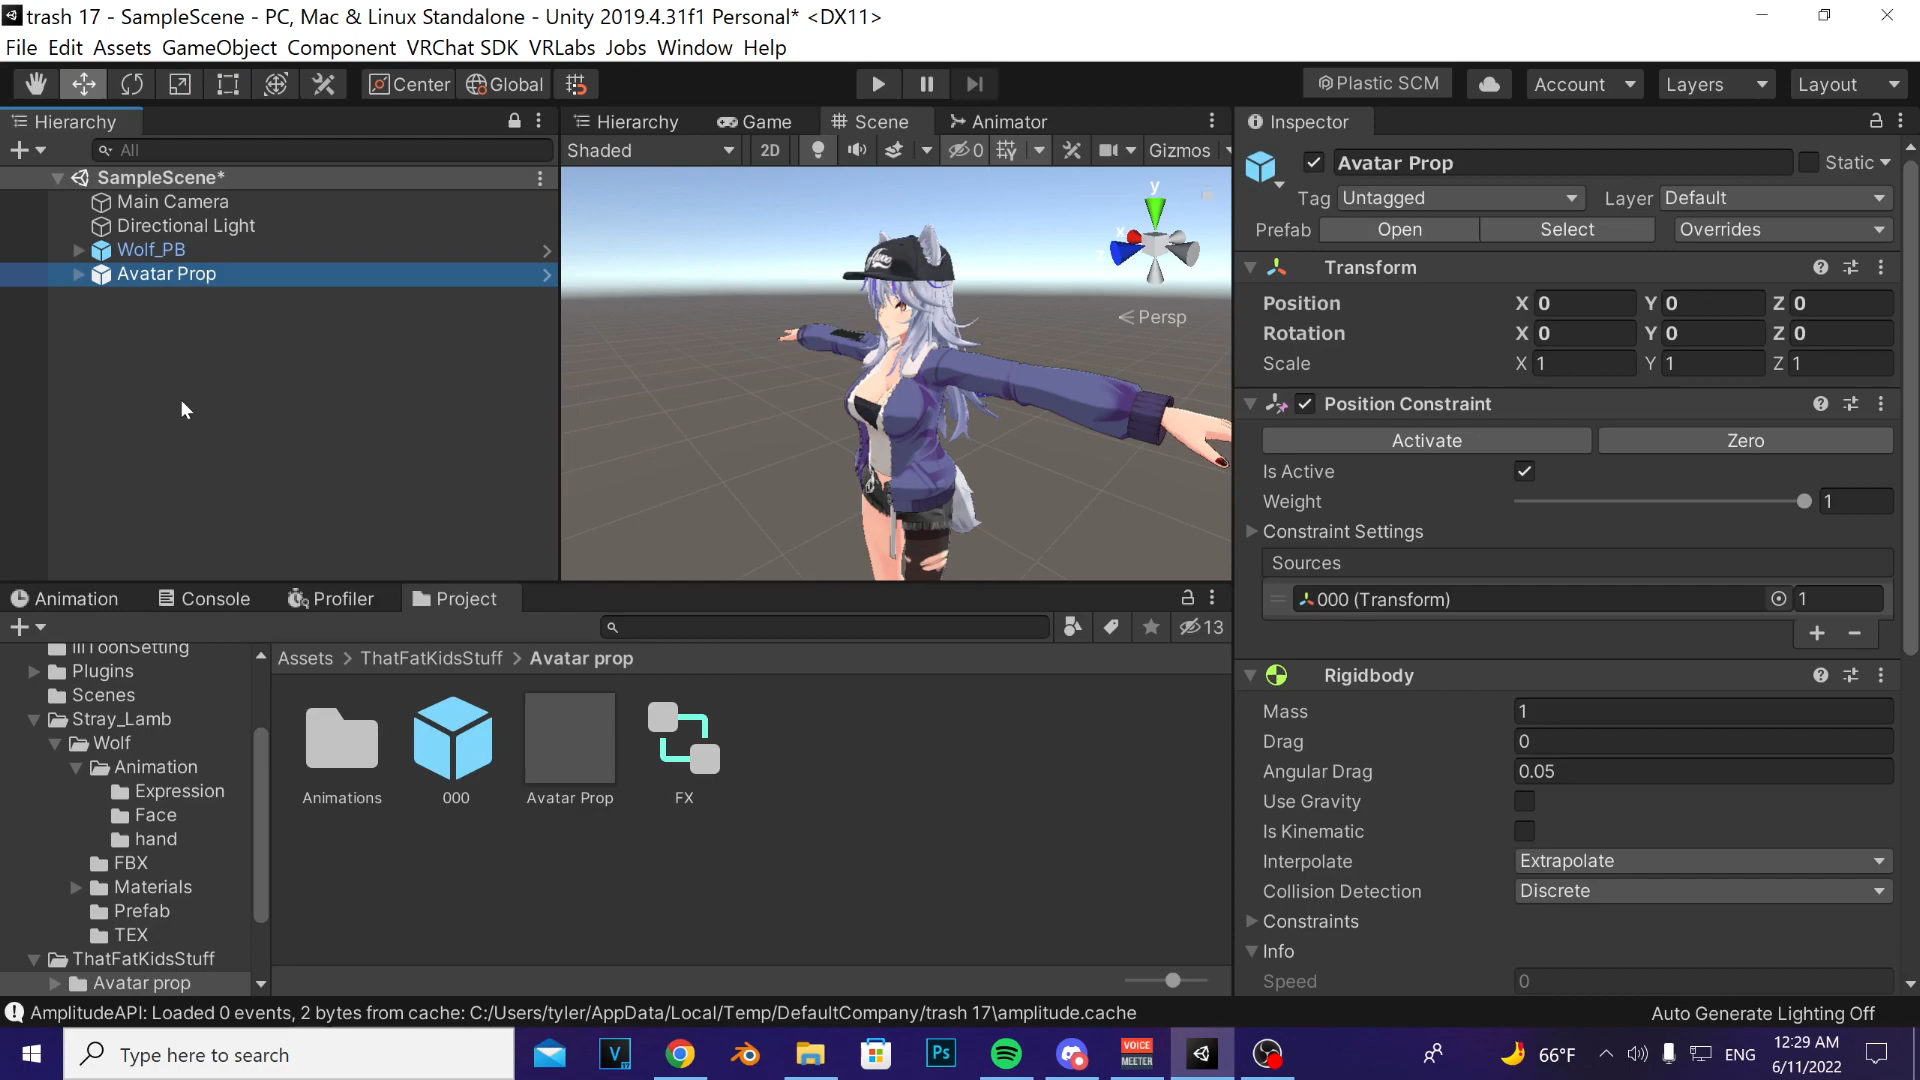 trash 17 - SampleScene - PC, Mac & Linux Standalone - Unity 2019.4.31f1 Personal* <DX11>
File Edit Assets GameObject Component VRChat SDK VRLabs Jobs Window Help
Center Global Plastic SCM Account Layers Layout
Hierarchy
All
SampleScene*
Main Camera
Directional Light
Wolf_PB
Avatar Prop
Hierarchy Game Scene Animator
Shaded 2D 0 Gizmos
y
x
z
Persp
Inspector
Avatar Prop Static
Tag Untagged Layer Default
Prefab Open Select Overrides
Transform
Position X 0 Y 0 Z 0
Rotation X 0 Y 0 Z 0
Scale X 1 Y 1 Z 1
Position Constraint
Activate Zero
Is Active
Weight 1
Constraint Settings
Sources
000 (Transform) 1
Rigidbody
Mass 1
Drag 0
Angular Drag 0.05
Use Gravity
Is Kinematic
Interpolate Extrapolate
Collision Detection Discrete
Constraints
Info
Speed 0
Animation Console Profiler Project
13
lilToonSetting
Plugins
Scenes
Stray_Lamb
Wolf
Animation
Expression
Face
hand
FBX
Materials
Prefab
TEX
ThatFatKidsStuff
Avatar prop
Assets > ThatFatKidsStuff > Avatar prop
Animations 000 Avatar Prop FX
AmplitudeAPI: Loaded 0 events, 2 bytes from cache: C:/Users/tyler/AppData/Local/Temp/DefaultCompany/trash 17\amplitude.cache
Auto Generate Lighting Off
Type here to search
V
Ps
VOICE
MEETER
66°F ENG
12:29 AM
6/11/2022